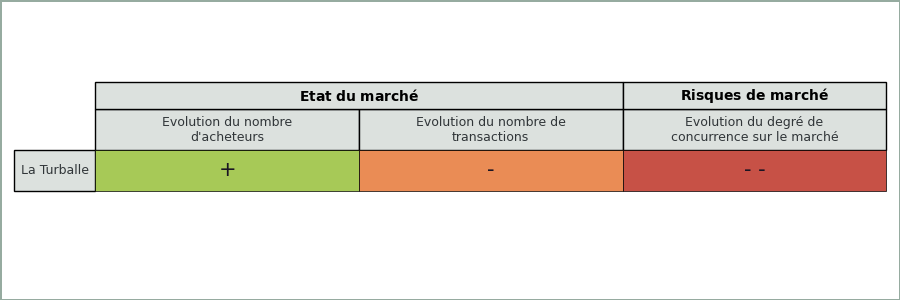 Etat du marché
Risques de marché
Evolution du nombre
d'acheteurs
Evolution du nombre de
transactions
Evolution du degré de
concurrence sur le marché
La Turballe
+
-
- -